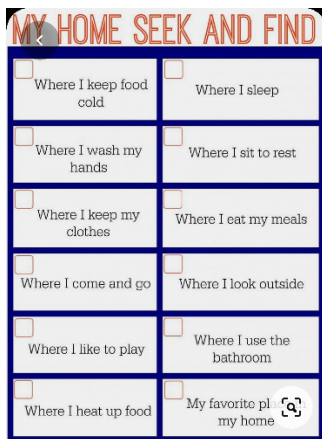 MY HOME SEEK AND FIND
Where I keep food
cold
Where I sleep
Where I wash my
hands
Where I sit to rest
Where I keep my
clothes
Where I eat my meals
Where I come and go
Where I look outside
Where I like to play
Where I use the
bathroom
Where I heat up food
My favorite
my home